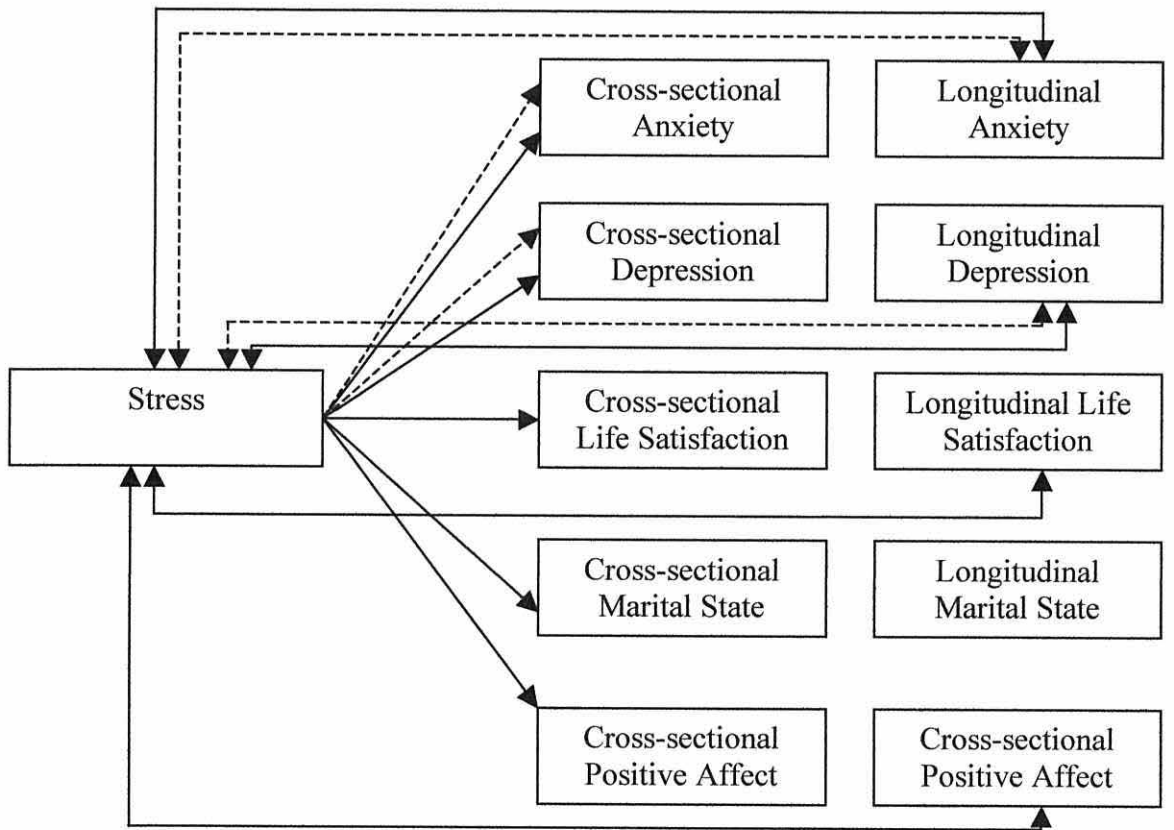 Cross-sectional
Anxiety
Longitudinal
Anxiety
Cross-sectional
Depression
Longitudinal
Depression
Stress
Cross-sectional
Life Satisfaction
Longitudinal Life
Satisfaction
Cross-sectional
Marital State
Longitudinal
Marital State
Cross-sectional
Positive Affect
Cross-sectional
Positive Affect